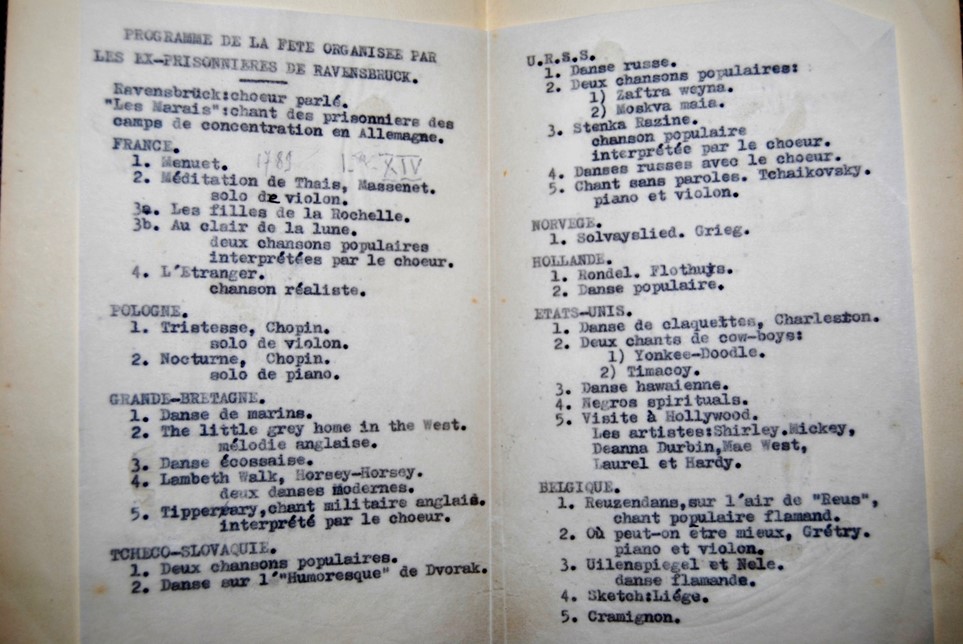 PROGRAMME DE LA FETE ORGANISEE PAR
LES EX-PRISONNIERES DE RAVENSBRUCK.
Ravensbrück:choeur parlé.
"Les Marais":chant des prisonniers des
camps de concentration en Allemagne.
FRANCE.
1. Menuet. 1789 XIV
2. Méditation de Thais, Massenet.
solo de violon.
3a. Les filles de la Rochelle.
3b. Au clair de la lune.
deux chansons populaires
interprétées par le choeur.
4. L'Etranger.
chanson réaliste.
POLOGNE.
1. Tristesse, Chopin.
solo de violon.
2. Nocturne, Chopin.
solo de piano.
GRANDE-BRETAGNE.
1. Danse de marins.
2. The little grey home in the West.
mélodie anglaise.
3. Danse écossaise.
4. Lambeth Walk, Horsey-Horsey.
deux danses modernes.
5. Tipperary,chant militaire anglais.
interprété par le choeur.
TCHECO-SLOVAQUIE.
1. Deux chansons populaires.
2. Danse sur l'"Humoresque" de Dvorak.
U.R.S.S.
1. Danse russe.
2. Deux chansons populaires:
1) Zaftra weyna.
2) Moskva maia.
3. Stenka Razine.
chanson populaire
interprétée par le choeur.
4. Danses russes avec le choeur.
5. Chant sans paroles. Tchaikovsky.
piano et violon.
NORVEGE.
1. Solvayslied. Grieg.
HOLLANDE.
1. Rondel. Flothuys.
2. Danse populaire.
ETATS-UNIS.
1. Danse de claquettes, Charleston.
2. Deux chants de cow-boys:
1) Yonkee-Doodle.
2) Timacoy.
3. Danse hawaienne.
4. Negros spirituals.
5. Visite à Hollywood.
Les artistes:Shirley.Mickey,
Deanna Durbin,Mae West,
Laurel et Hardy.
BELGIQUE.
1. Reuzendans,sur l'air de "Reus",
chant populaire flamand.
2. Où peut-on être mieux, Grétry.
piano et violon.
3. Uilenspiegel et Nele.
danse flamande.
4. Sketch:Liége.
5. Cramignon.